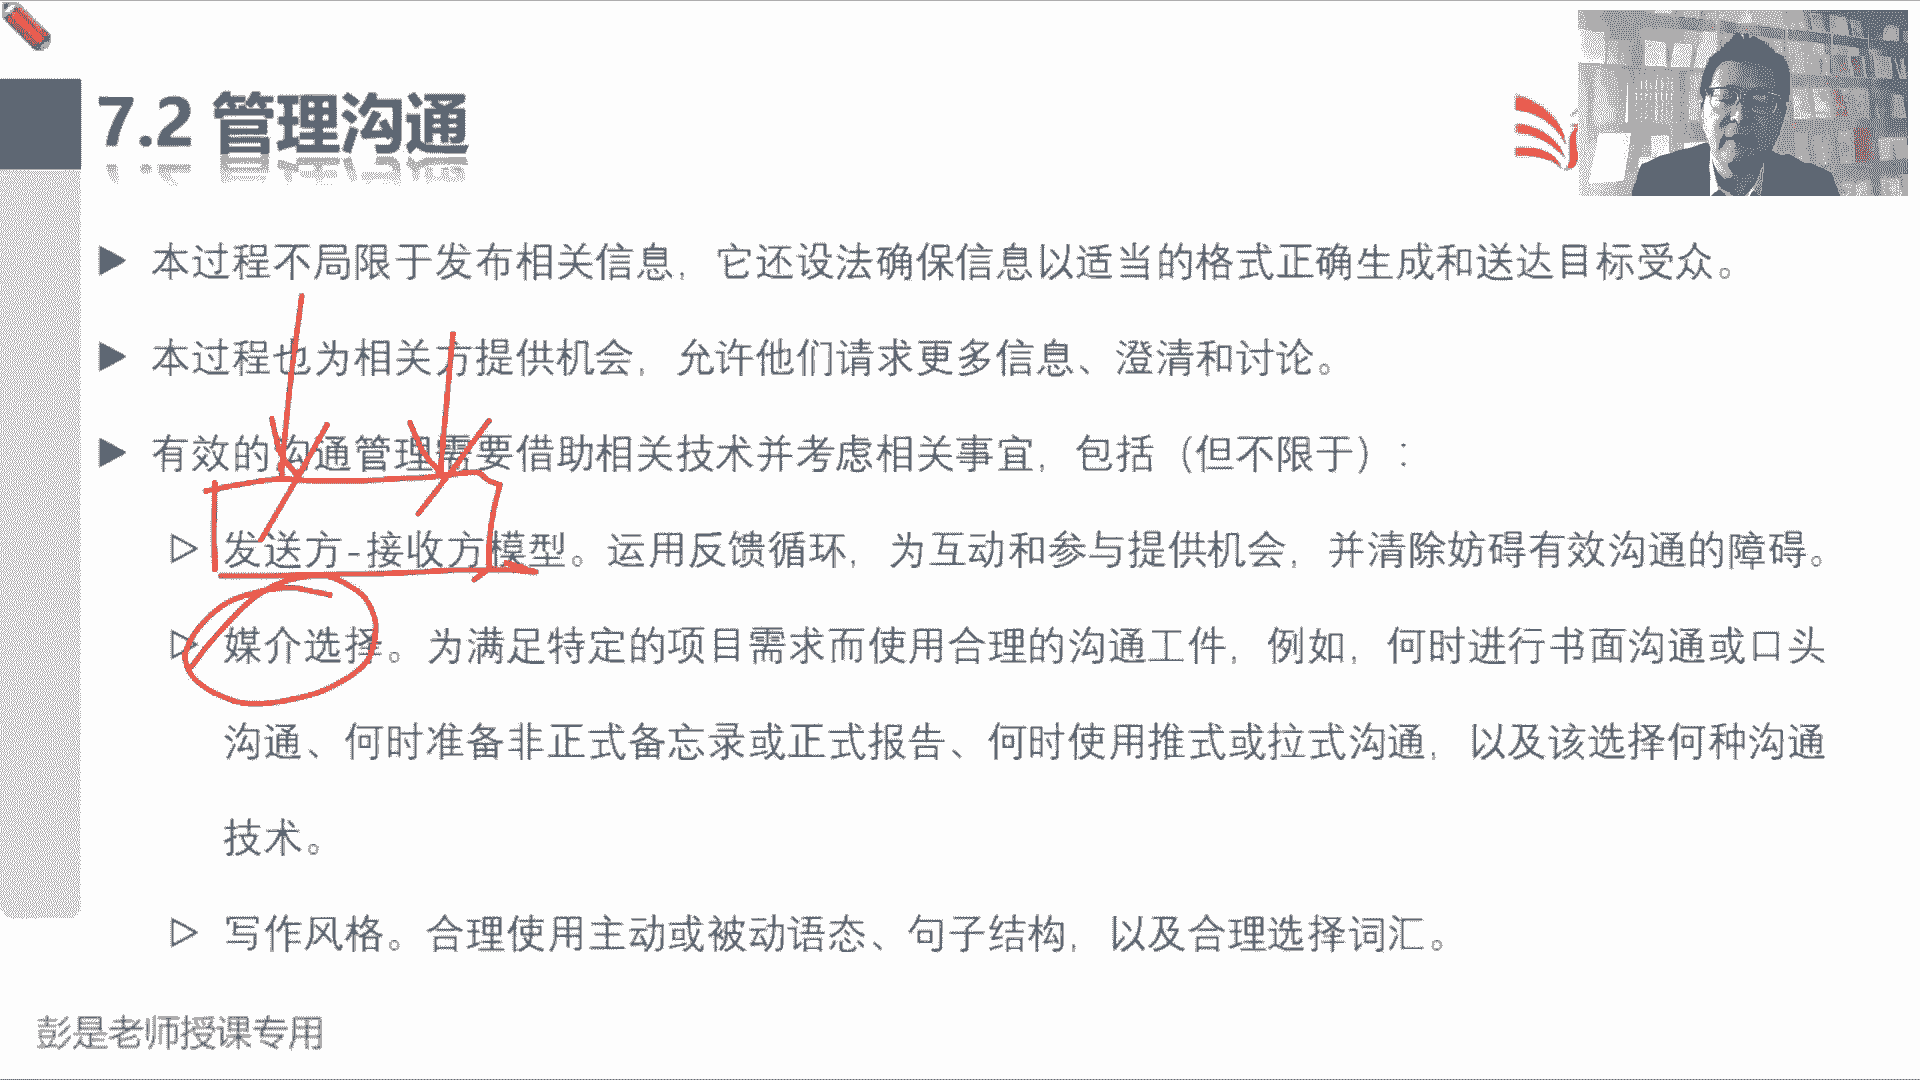 7.2 管理沟通
本过程不局限于发布相关信息，它还设法确保信息以适当的格式正确生成和送达目标受众。
本过程也为相关方提供机会，允许他们请求更多信息、澄清和讨论。
有效的沟通管理需要借助相关技术并考虑相关事宜，包括（但不限于）：
发送方-接收方模型。运用反馈循环，为互动和参与提供机会，并清除妨碍有效沟通的障碍。
媒介选择。为满足特定的项目需求而使用合理的沟通工件，例如，何时进行书面沟通或口头
沟通、何时准备非正式备忘录或正式报告、何时使用推式或拉式沟通，以及该选择何种沟通
技术。
写作风格。合理使用主动或被动语态、句子结构，以及合理选择词汇。
彭是老师授课专用